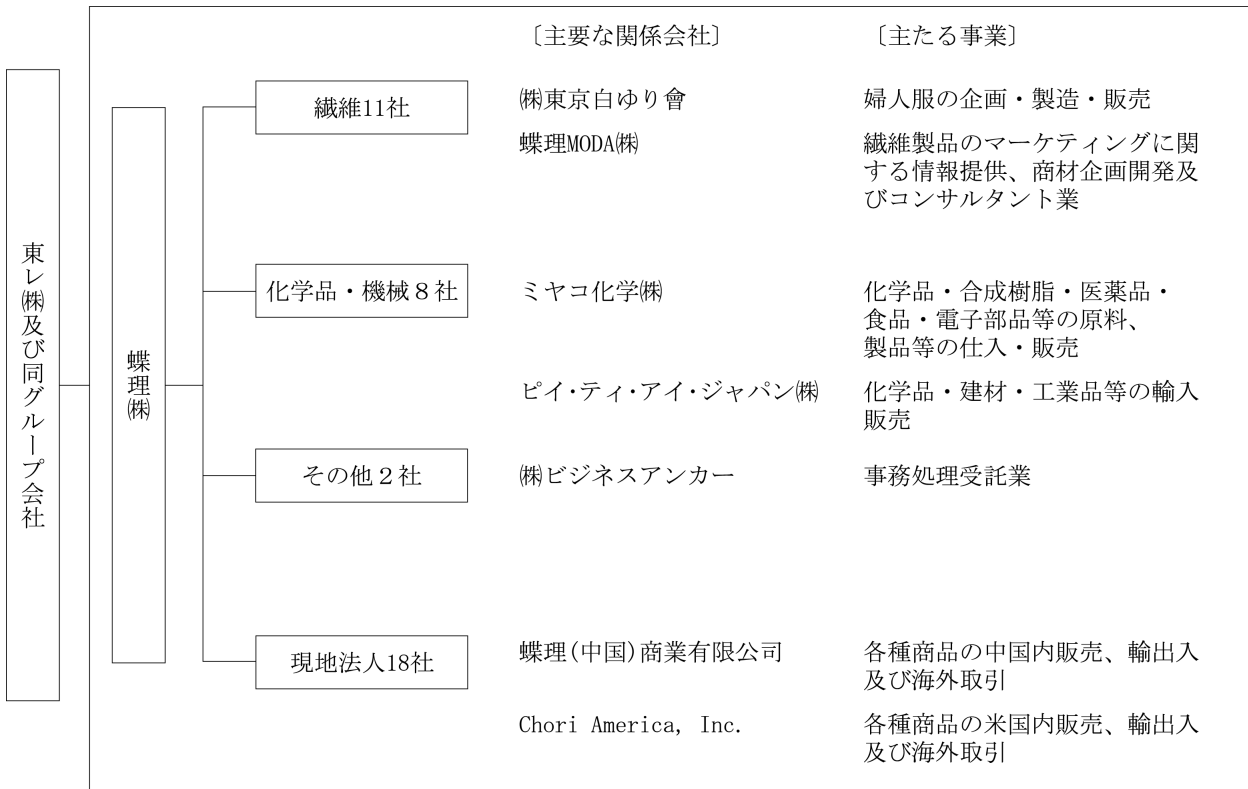 〔主要な関係会社〕
〔主たる事業〕
東レ㈱及び同グループ会社
蝶理㈱
繊維11社
㈱東京白ゆり會
婦人服の企画・製造・販売
蝶理MODA㈱
繊維製品のマーケティングに関
する情報提供、商材企画開発及
びコンサルタント業
化学品・機械８社
ミヤコ化学㈱
化学品・合成樹脂・医薬品・
食品・電子部品等の原料、
製品等の仕入・販売
ピイ・ティ・アイ・ジャパン㈱
化学品・建材・工業品等の輸入
販売
その他２社
㈱ビジネスアンカー
事務処理受託業
現地法人18社
蝶理(中国)商業有限公司
各種商品の中国内販売、輸出入
及び海外取引
Chori America, Inc.
各種商品の米国内販売、輸出入
及び海外取引